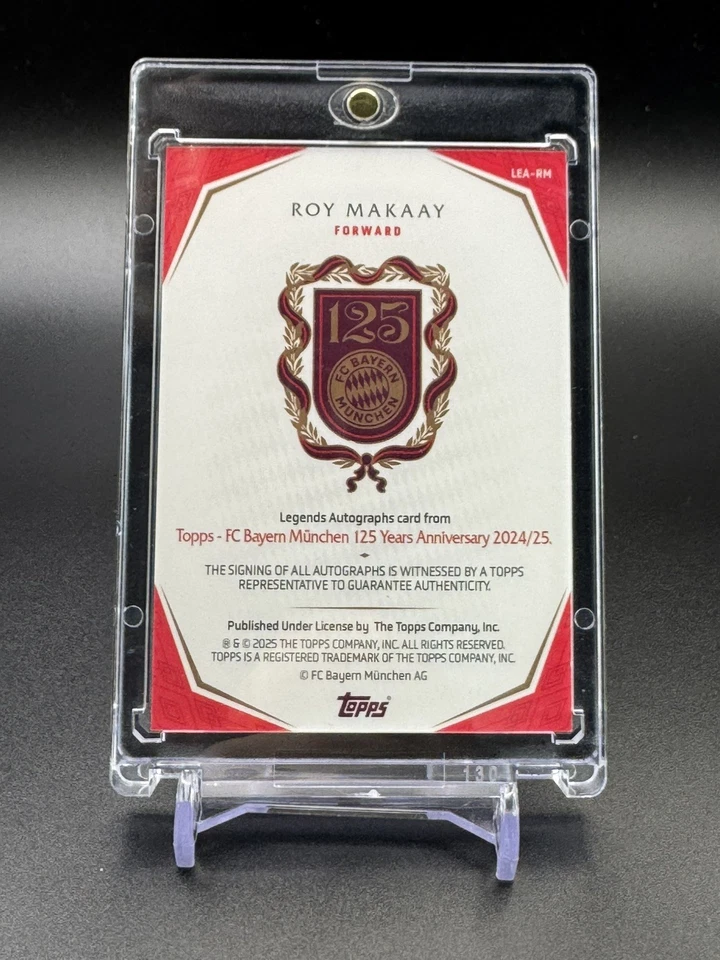 LEA-RM
ROY MAKAAY
FORWARD
125
FC BAYERN
MÜNCHEN
Legends Autographs card from
Topps - FC Bayern München 125 Years Anniversary 2024/25.
THE SIGNING OF ALL AUTOGRAPHS IS WITNESSED BY A TOPPS
REPRESENTATIVE TO GUARANTEE AUTHENTICITY.
Published Under License by The Topps Company, Inc.
® & © 2025 THE TOPPS COMPANY, INC. ALL RIGHTS RESERVED.
TOPPS IS A REGISTERED TRADEMARK OF THE TOPPS COMPANY, INC.
© FC Bayern München AG
topps®
130